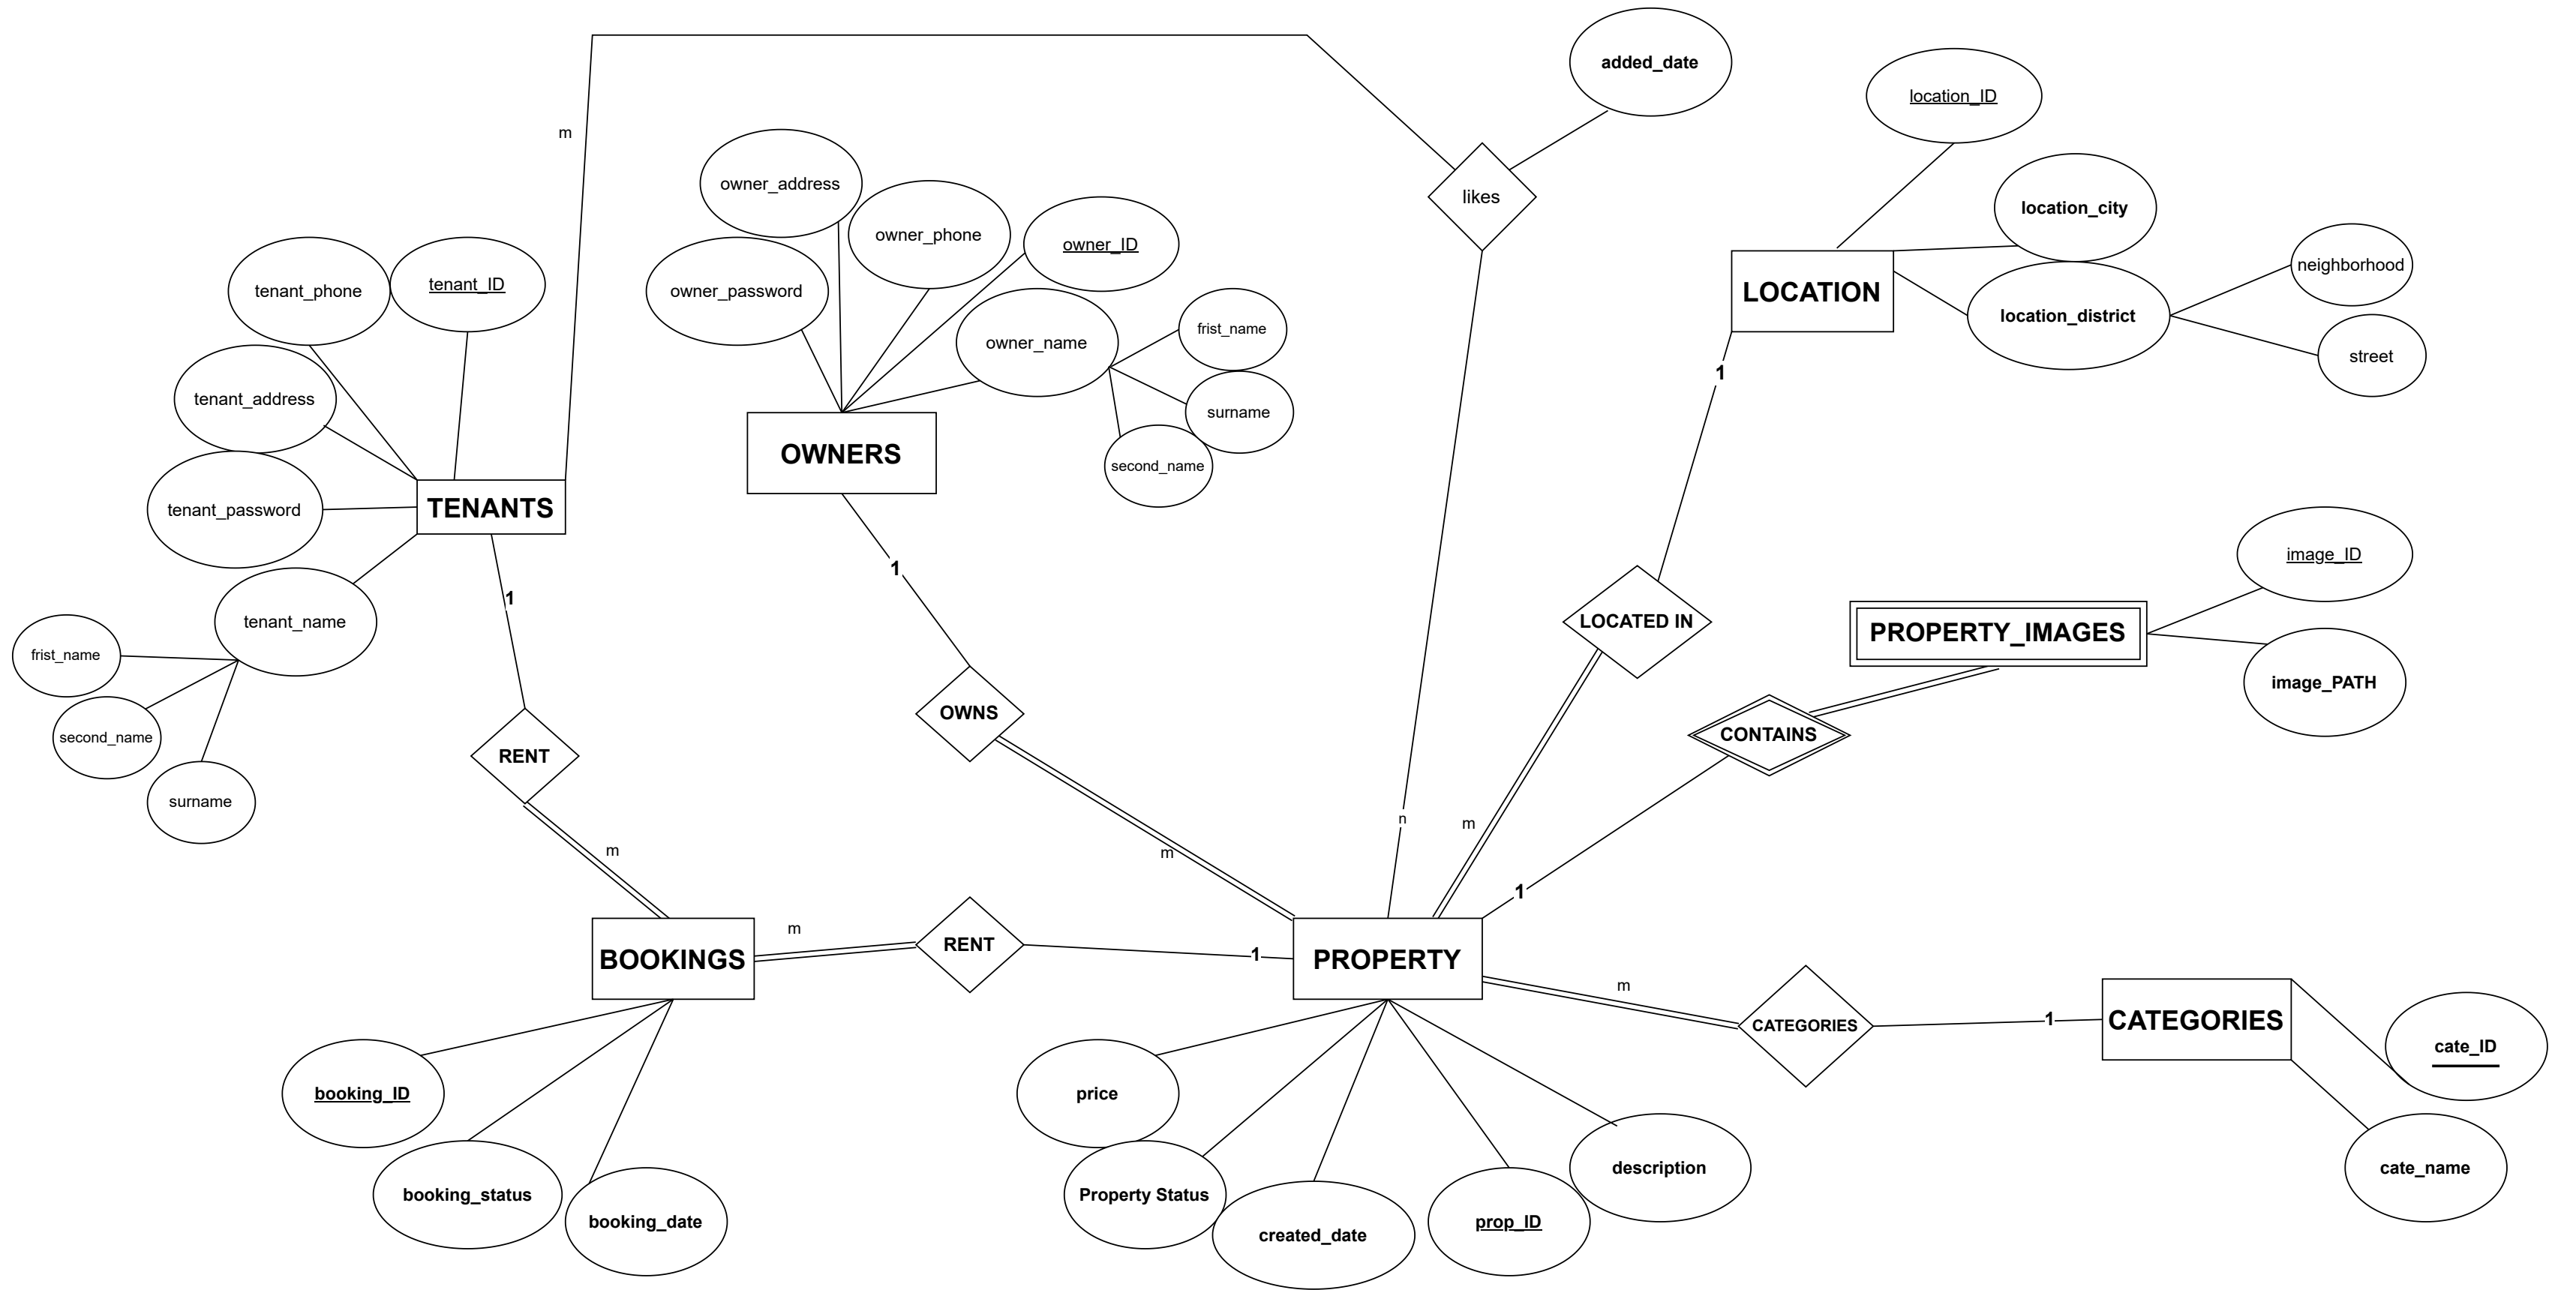 added_date
location_ID
m
owner_address
likes
location_city
owner_phone
owner_ID
tenant_phone
tenant_ID
owner_password
LOCATION
neighborhood
location_district
frist_name
owner_name
street
tenant_address
1
surname
OWNERS
second_name
tenant_password
TENANTS
image_ID
1
1
tenant_name
LOCATED IN
PROPERTY_IMAGES
frist_name
image_PATH
OWNS
second_name
CONTAINS
RENT
surname
n
m
m
m
1
m
RENT
1
BOOKINGS
PROPERTY
m
CATEGORIES
1
CATEGORIES
cate_ID
booking_ID
price
description
cate_name
booking_status
Property Status
booking_date
prop_ID
created_date